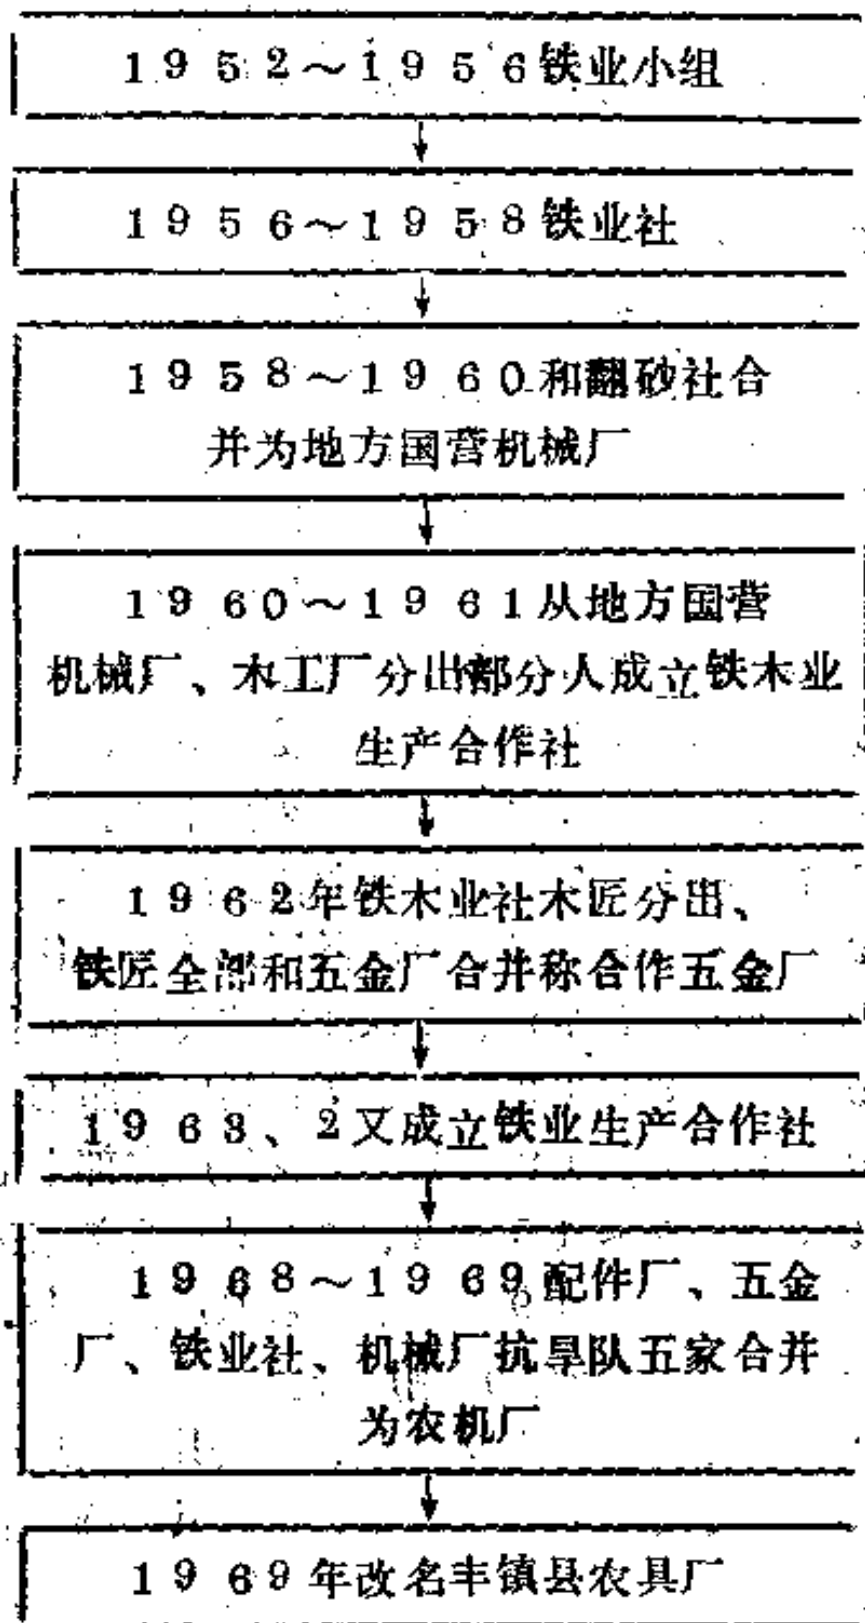 1952～1956铁业小组
1956～1958铁业社
1958～1960和翻砂社合
并为地方国营机械厂
1960～1961从地方国营
机械厂、木工厂分出部分人成立铁木业
生产合作社
1962年铁木业社木匠分出、
铁匠全部和五金厂合并称合作五金厂
1963、2又成立铁业生产合作社
1968～1969配件厂、五金
厂、铁业社、机械厂抗旱队五家合并
为农机厂
1969年改名丰镇县农具厂